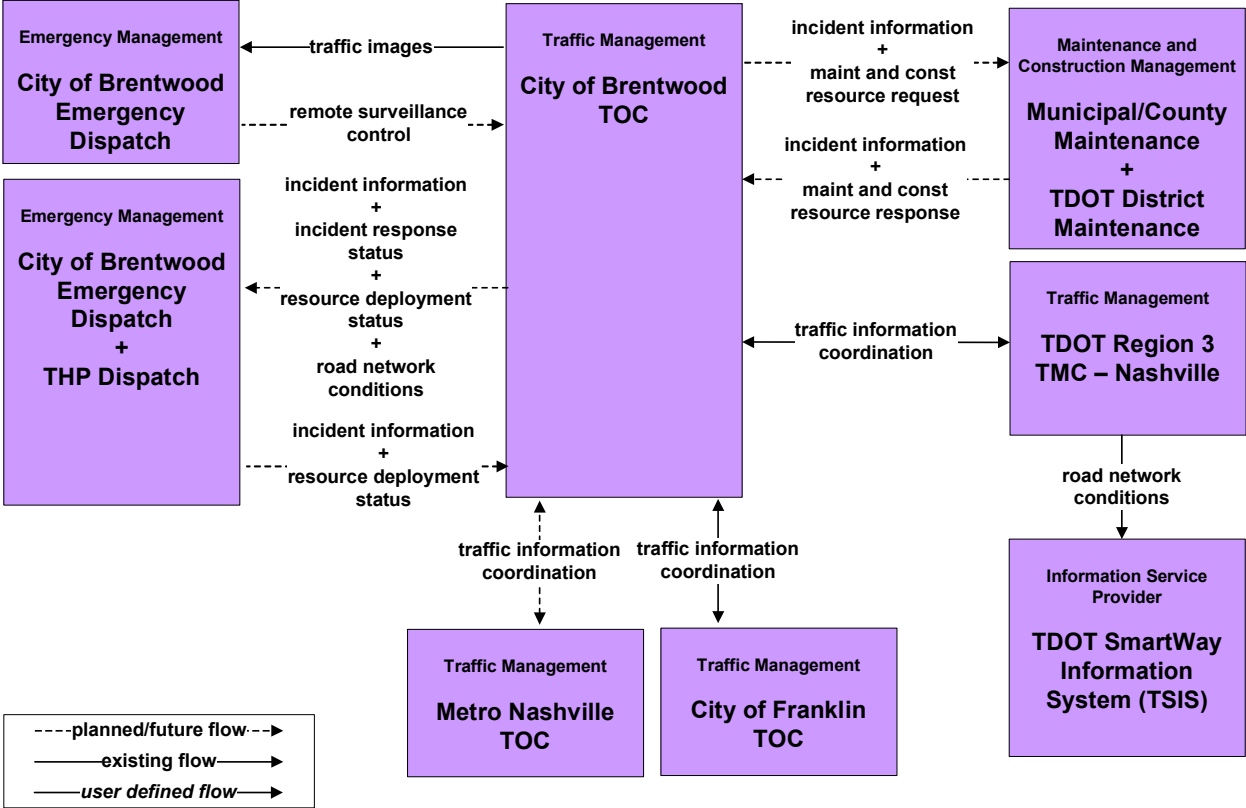 Emergency Management
City of Brentwood
Emergency
Dispatch
traffic images
remote surveillance
control
Traffic Management
City of Brentwood
TOC
incident information
+
maint and const
resource request
incident information
+
maint and const
resource response
Maintenance and
Construction Management
Municipal/County
Maintenance
+
TDOT District
Maintenance
Emergency Management
City of Brentwood
Emergency
Dispatch
+
THP Dispatch
incident information
+
incident response
status
+
resource deployment
status
+
road network
conditions
incident information
+
resource deployment
status
traffic information
coordination
Traffic Management
TDOT Region 3
TMC – Nashville
road network
conditions
Information Service
Provider
TDOT SmartWay
Information
System (TSIS)
traffic information
coordination
traffic information
coordination
Traffic Management
Metro Nashville
TOC
Traffic Management
City of Franklin
TOC
planned/future flow
existing flow
user defined flow